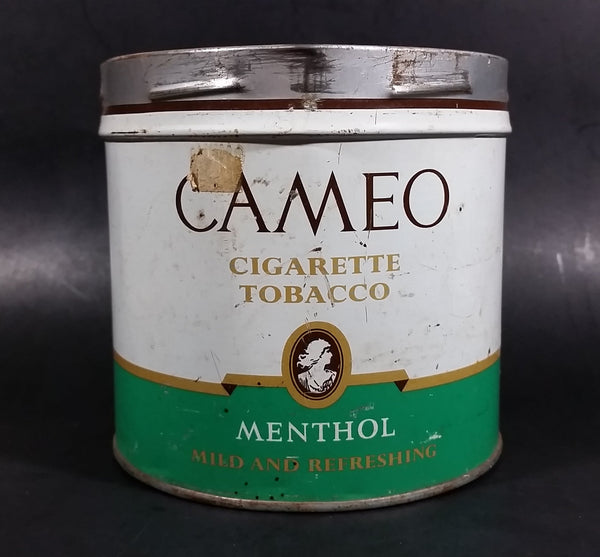 CAMEO
CIGARETTE
TOBACCO
MENTHOL
MILD AND REFRESHING